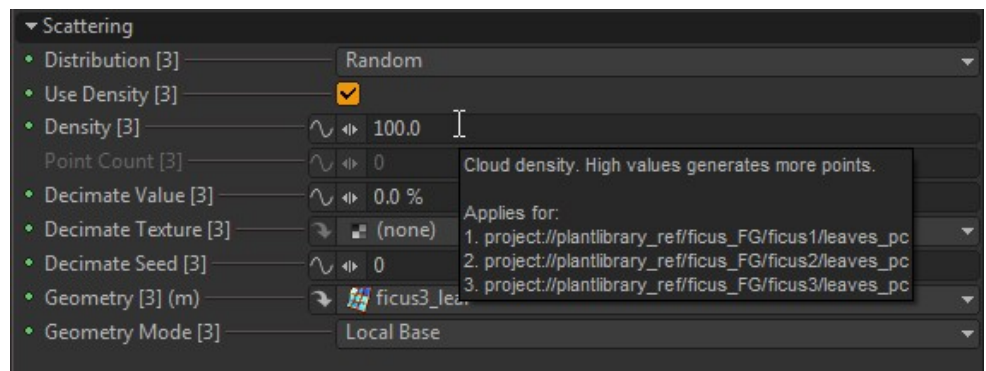 Scattering
Distribution [3] Random
Use Density [3]
Density [3] 100.0
Point Count [3] 0
Cloud density. High values generates more points.
Decimate Value [3] 0.0 %
Applies for:
Decimate Texture [3] (none)
1. project://plantlibrary_ref/ficus_FG/ficus1/leaves_pc
2. project://plantlibrary_ref/ficus_FG/ficus2/leaves_pc
3. project://plantlibrary_ref/ficus_FG/ficus3/leaves_pc
Decimate Seed [3] 0
Geometry [3] (m) ficus3_leaf
Geometry Mode [3] Local Base